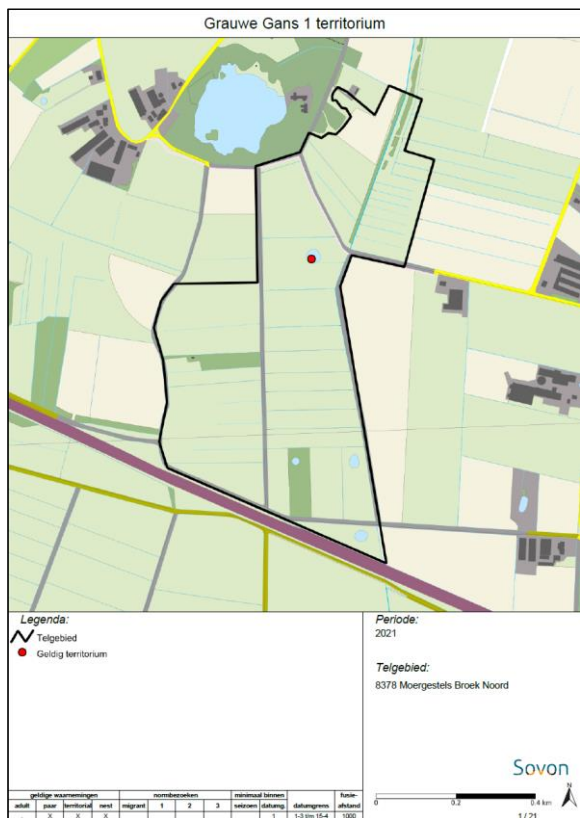 Grauwe Gans 1 territorium
Legenda:
Telgebied
Geldig territorium
Periode:
2021
Telgebied:
8378 Moergestels Broek Noord
Sovon
0 0.2 0.4 km
N
geldige waarnemingen normbezoeken minimaal binnen fusie-
adult paar territoriaal nest migrant 1 2 3 seizoen datumg. datumgrens afstand
. X X X 1 1-3 t/m 15-4 1000
1 / 21